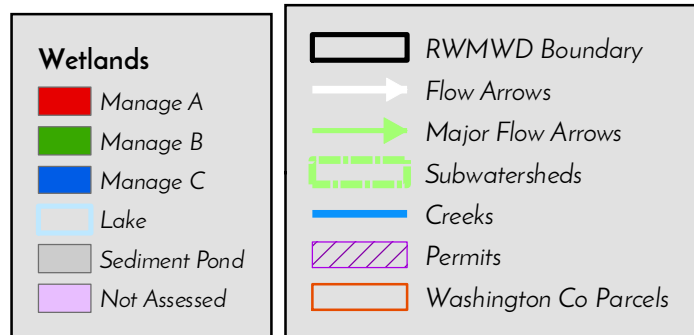 Wetlands
Manage A
Manage B
Manage C
Lake
Sediment Pond
Not Assessed
RWMWD Boundary
Flow Arrows
Major Flow Arrows
Subwatersheds
Creeks
Permits
Washington Co Parcels